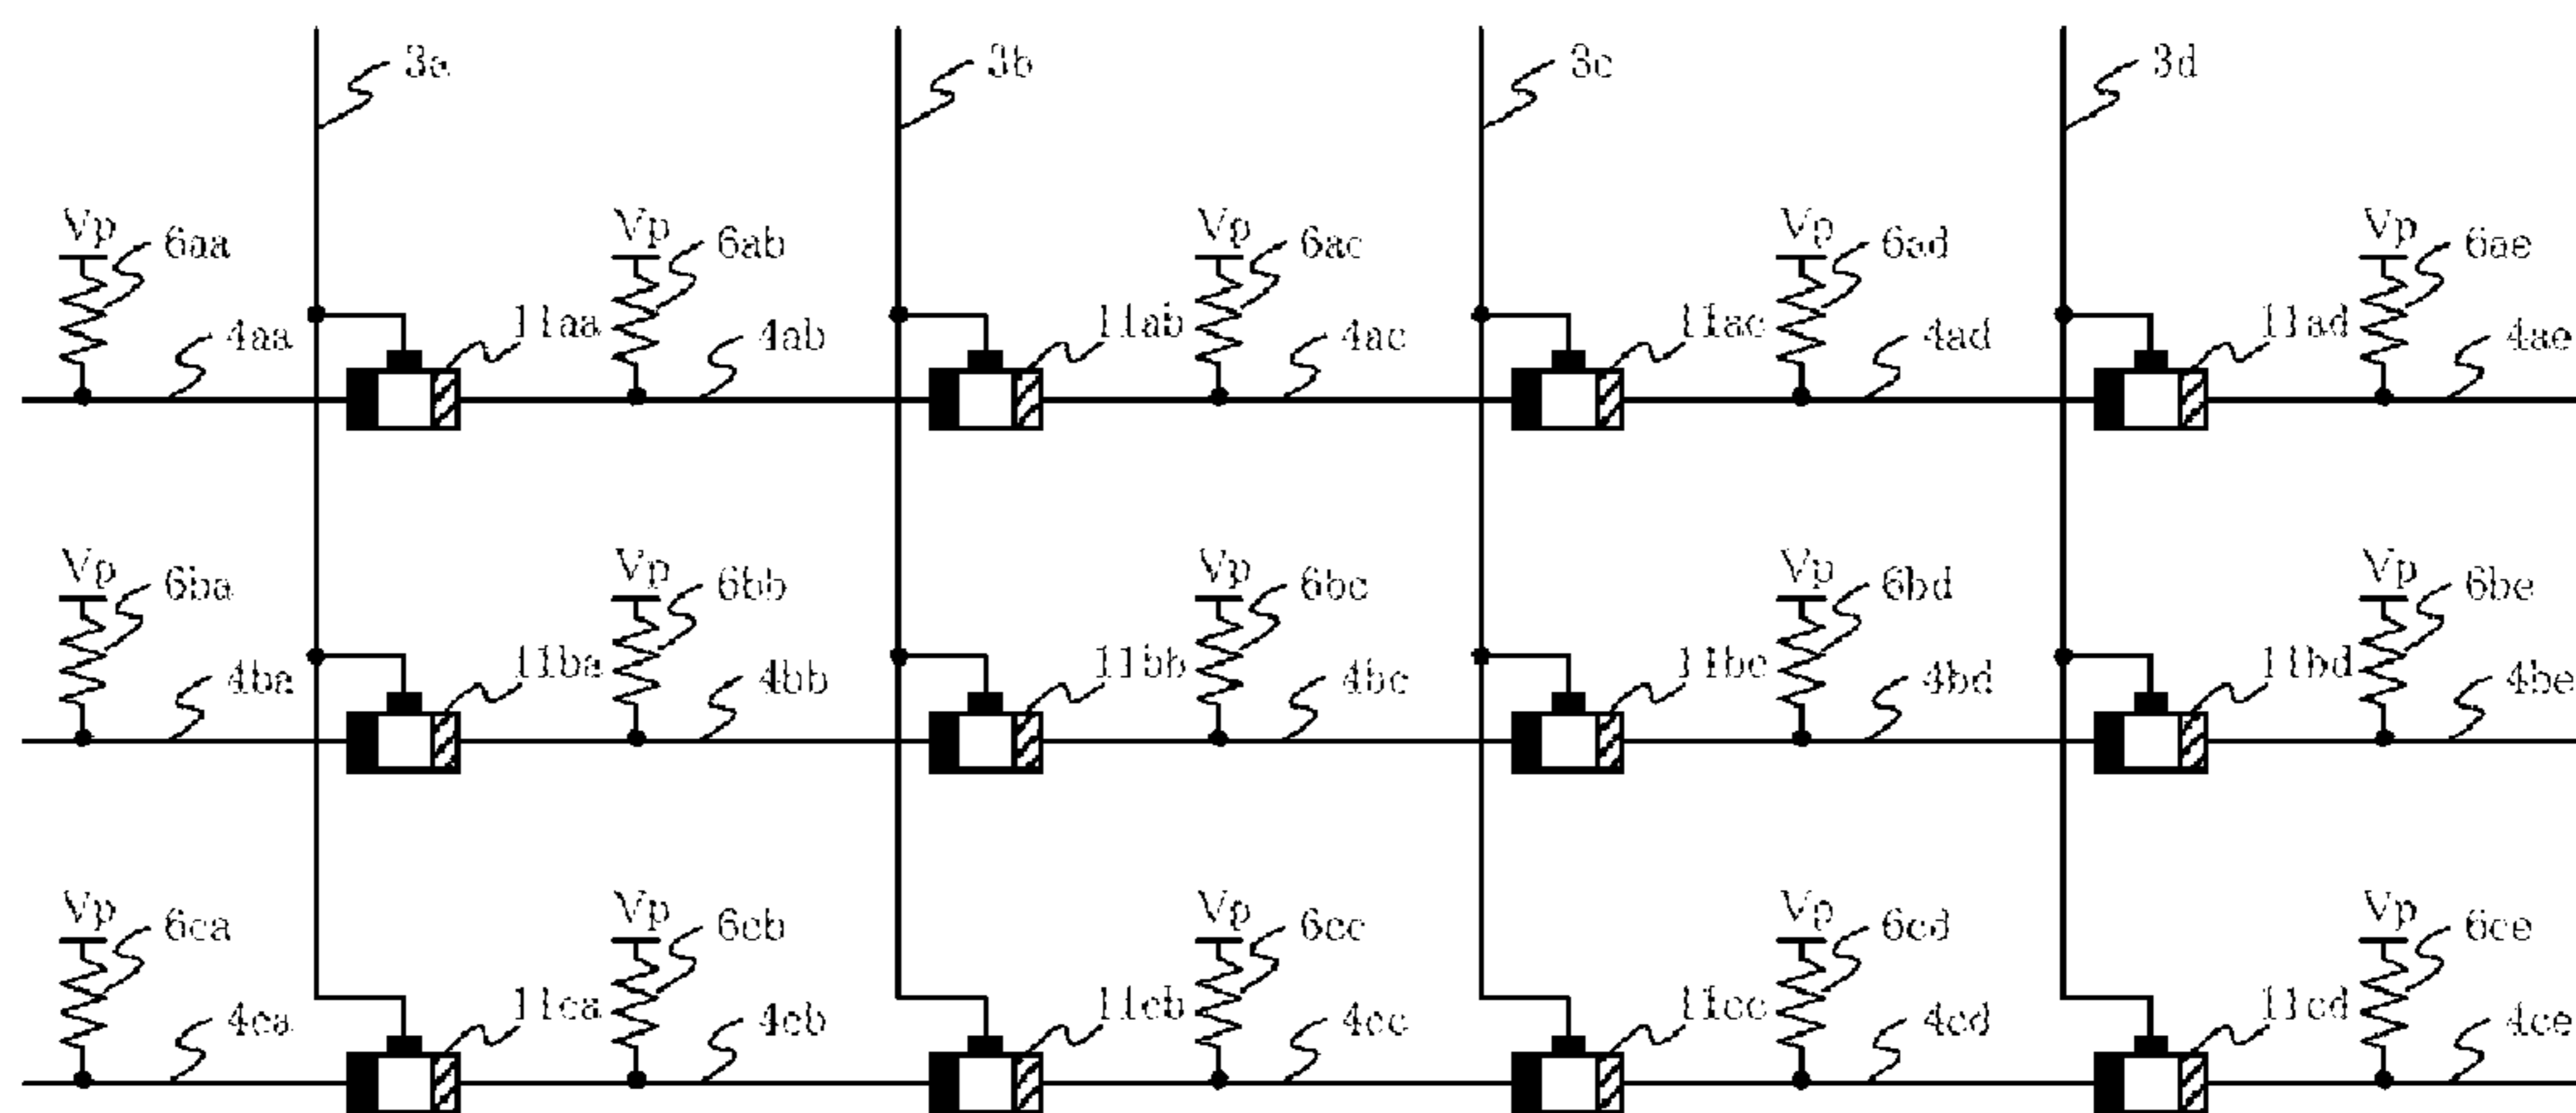 3a 3b 3c 3d
Vp 6aa Vp 6ab Vp 6ac Vp 6ad Vp 6ae
4aa 11aa 4ab 11ab 4ac 11ac 4ad 11ad 4ae
Vp 6ba Vp 6bb Vp 6bc Vp 6bd Vp 6be
4ba 11ba 4bb 11bb 4bc 11bc 4bd 11bd 4be
Vp 6ca Vp 6cb Vp 6cc Vp 6cd Vp 6ce
4ca 11ca 4cb 11cb 4cc 11cc 4cd 11cd 4ce